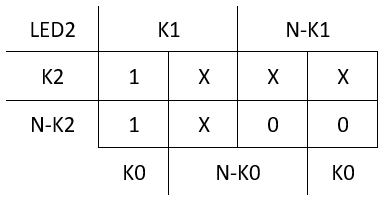 LED2 K1 N-K1
K2 1 X X X
N-K2 1 X 0 0
K0 N-K0 K0